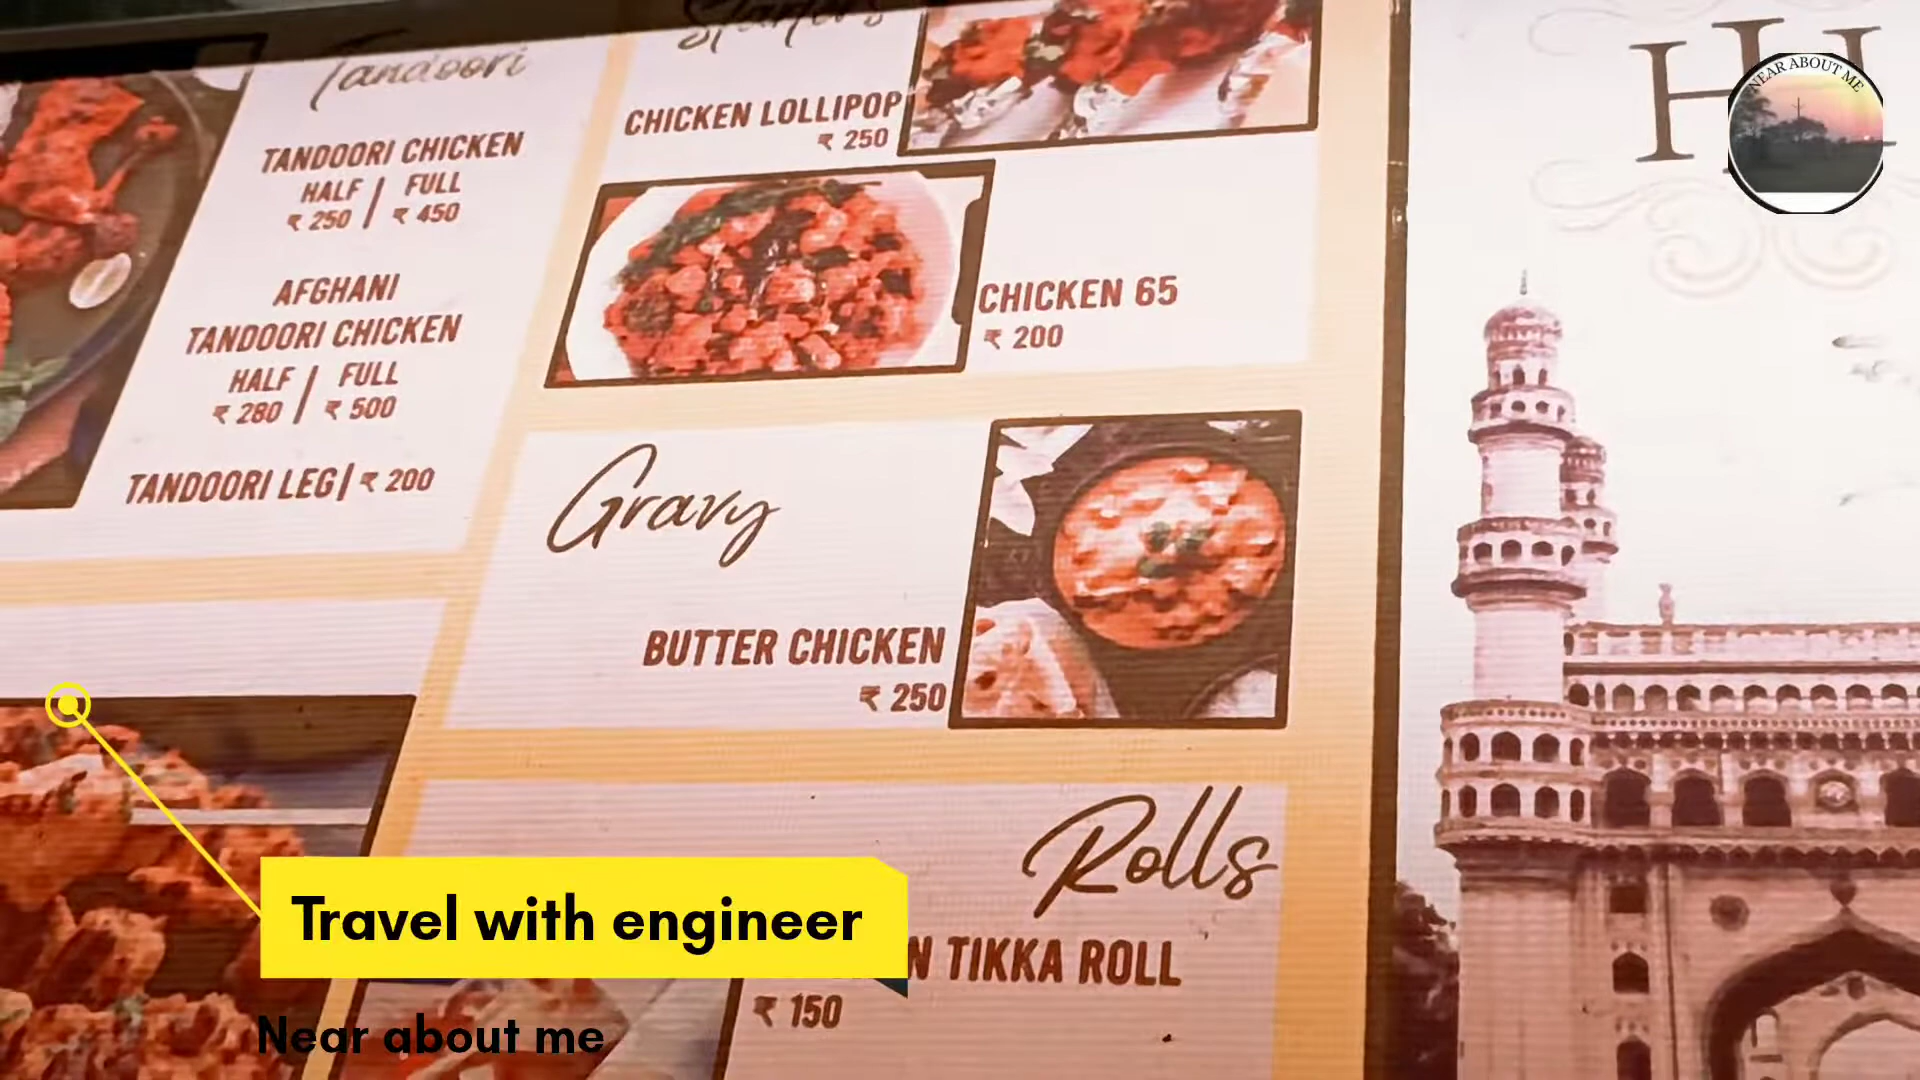 Tandoori
TANDOORI CHICKEN
HALF | FULL
₹ 250 | ₹ 450
AFGHANI
TANDOORI CHICKEN
HALF | FULL
₹ 280 | ₹ 500
TANDOORI LEG | ₹ 200
Starters
CHICKEN LOLLIPOP
₹ 250
CHICKEN 65
₹ 200
Gravy
BUTTER CHICKEN
₹ 250
Rolls
N TIKKA ROLL
₹ 150
H
NEAR ABOUT ME
Travel with engineer
Near about me